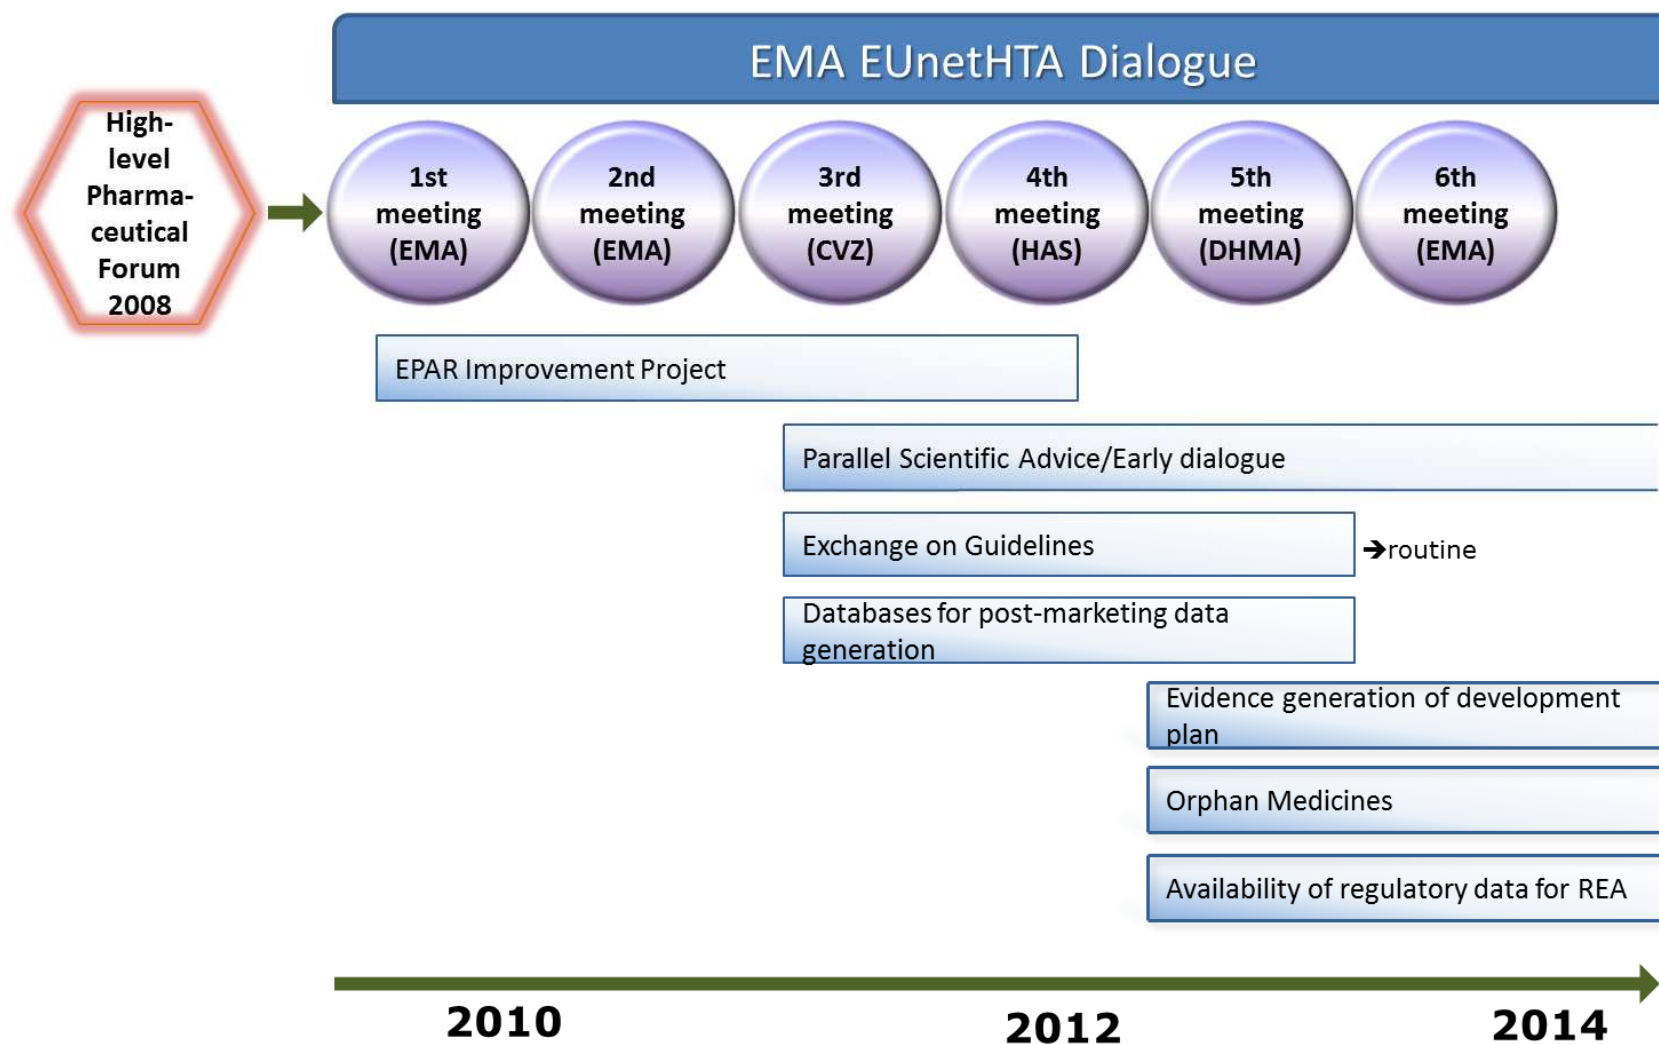 EMA EUnetHTA Dialogue
High-
level
Pharma-
ceutical
Forum
2008
1st
meeting
(EMA)
2nd
meeting
(EMA)
3rd
meeting
(CVZ)
4th
meeting
(HAS)
5th
meeting
(DHMA)
6th
meeting
(EMA)
EPAR Improvement Project
Parallel Scientific Advice/Early dialogue
Exchange on Guidelines
➔routine
Databases for post-marketing data
generation
Evidence generation of development
plan
Orphan Medicines
Availability of regulatory data for REA
2010
2012
2014